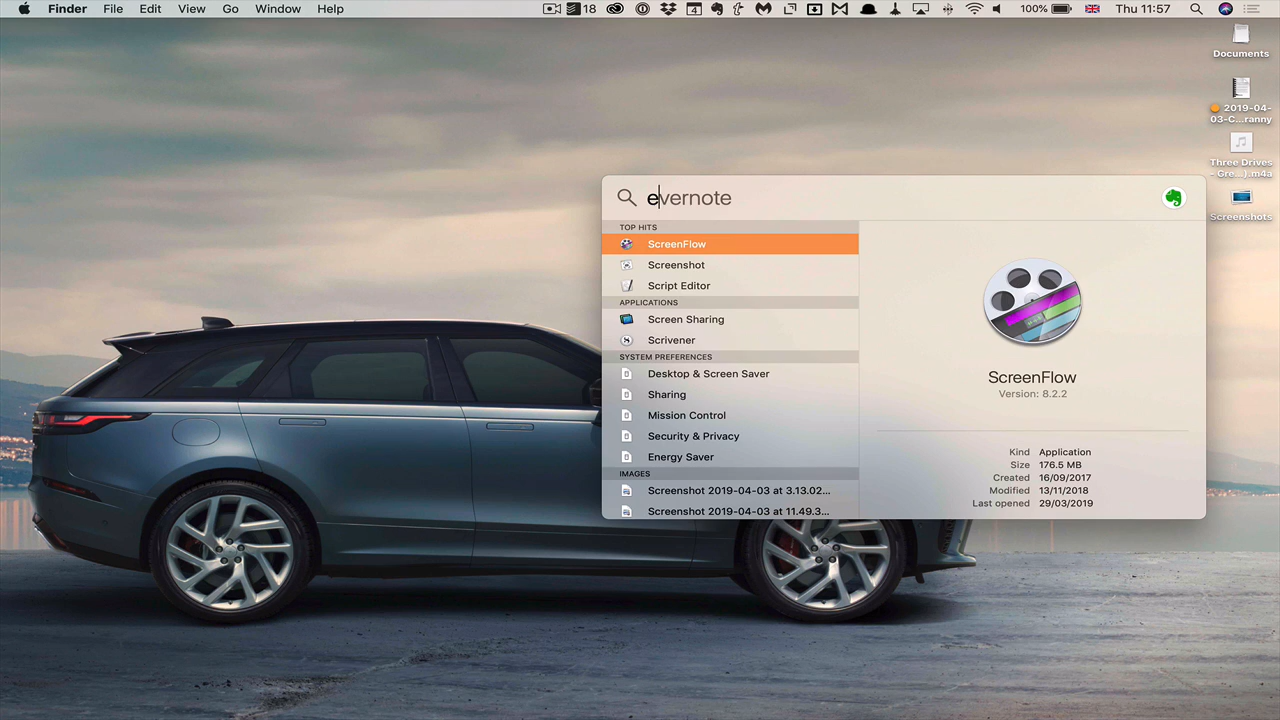 Finder File Edit View Go Window Help 18 4 100% Thu 11:57
Documents
2019-04-
03-C...ranny
Three Drives
- Gre...).m4a
Screenshots
evernote
TOP HITS
ScreenFlow
Screenshot
Script Editor
APPLICATIONS
Screen Sharing
Scrivener
SYSTEM PREFERENCES
Desktop & Screen Saver
Sharing
Mission Control
Security & Privacy
Energy Saver
IMAGES
Screenshot 2019-04-03 at 3.13.02...
Screenshot 2019-04-03 at 11.49.3...
ScreenFlow
Version: 8.2.2
Kind Application
Size 176.5 MB
Created 16/09/2017
Modified 13/11/2018
Last opened 29/03/2019